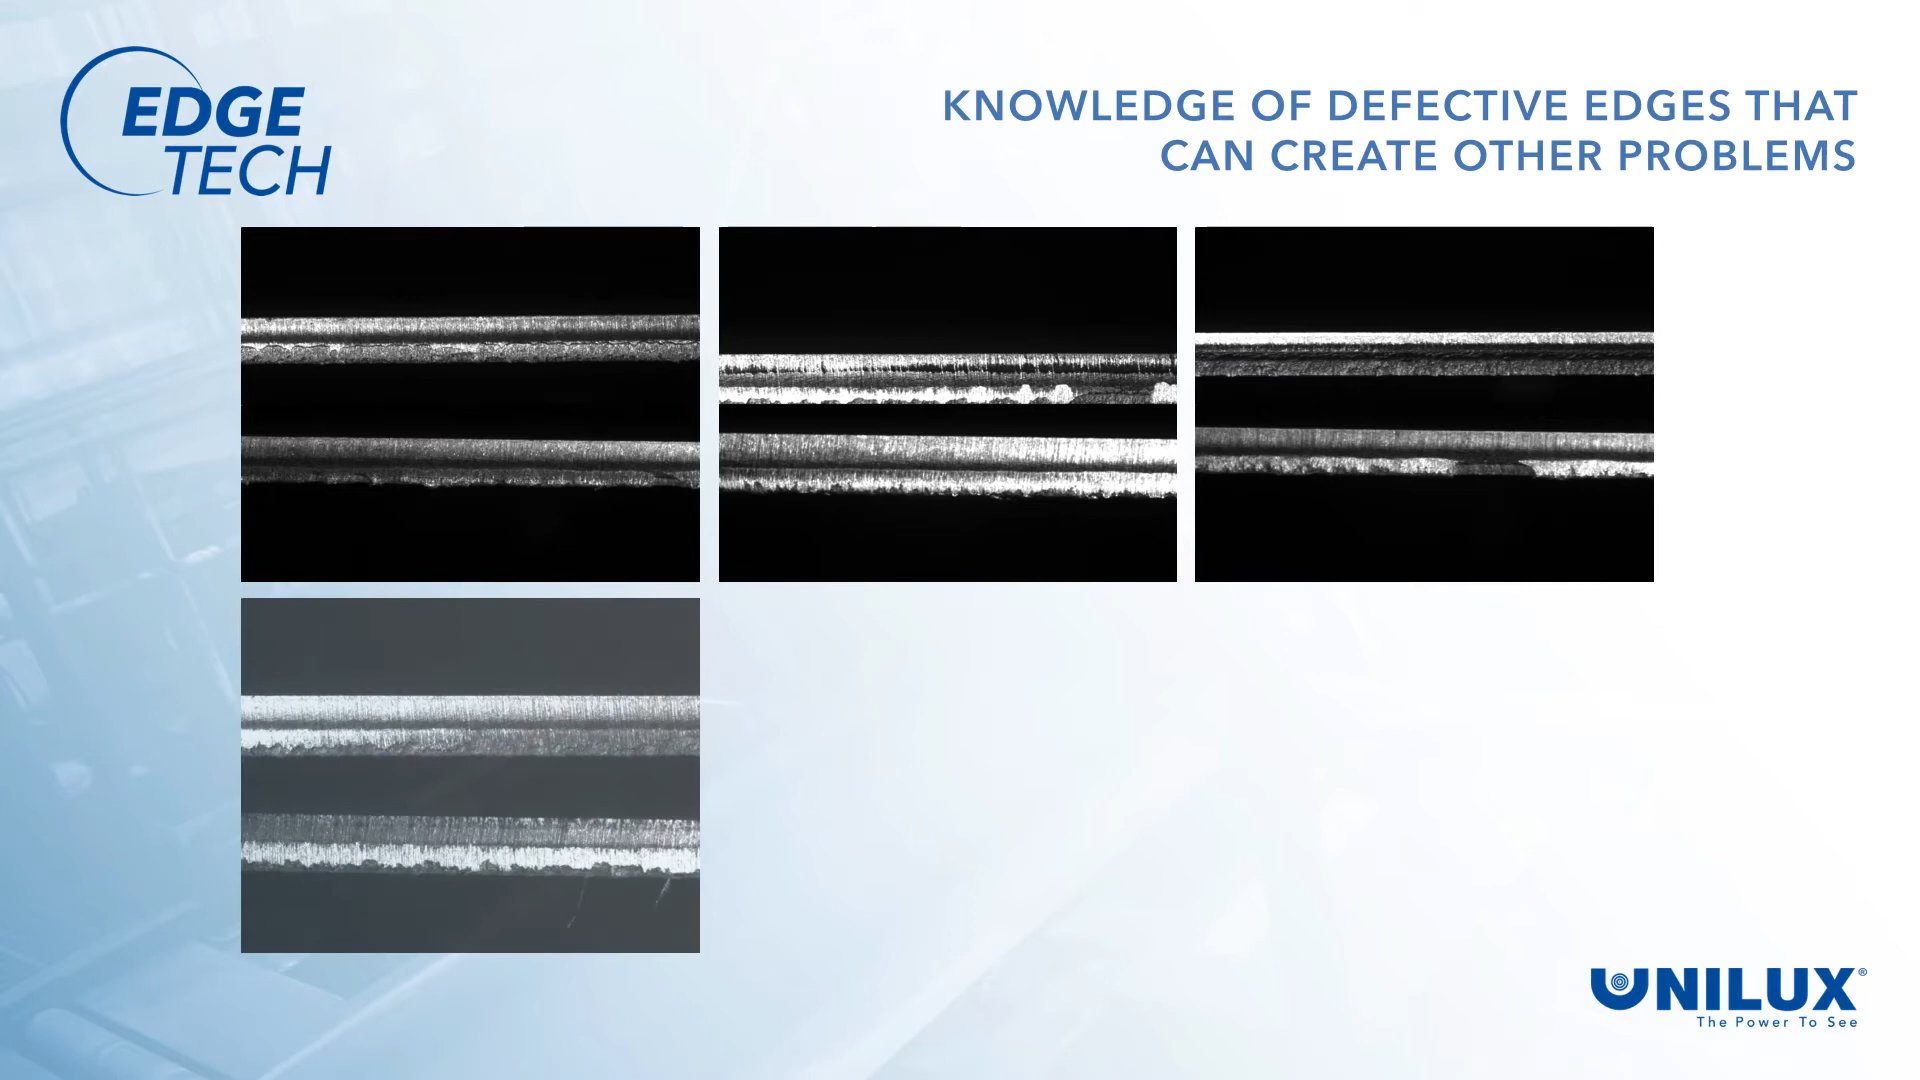 EDGE
TECH
KNOWLEDGE OF DEFECTIVE EDGES THAT
CAN CREATE OTHER PROBLEMS
UNILUX®
The Power To See